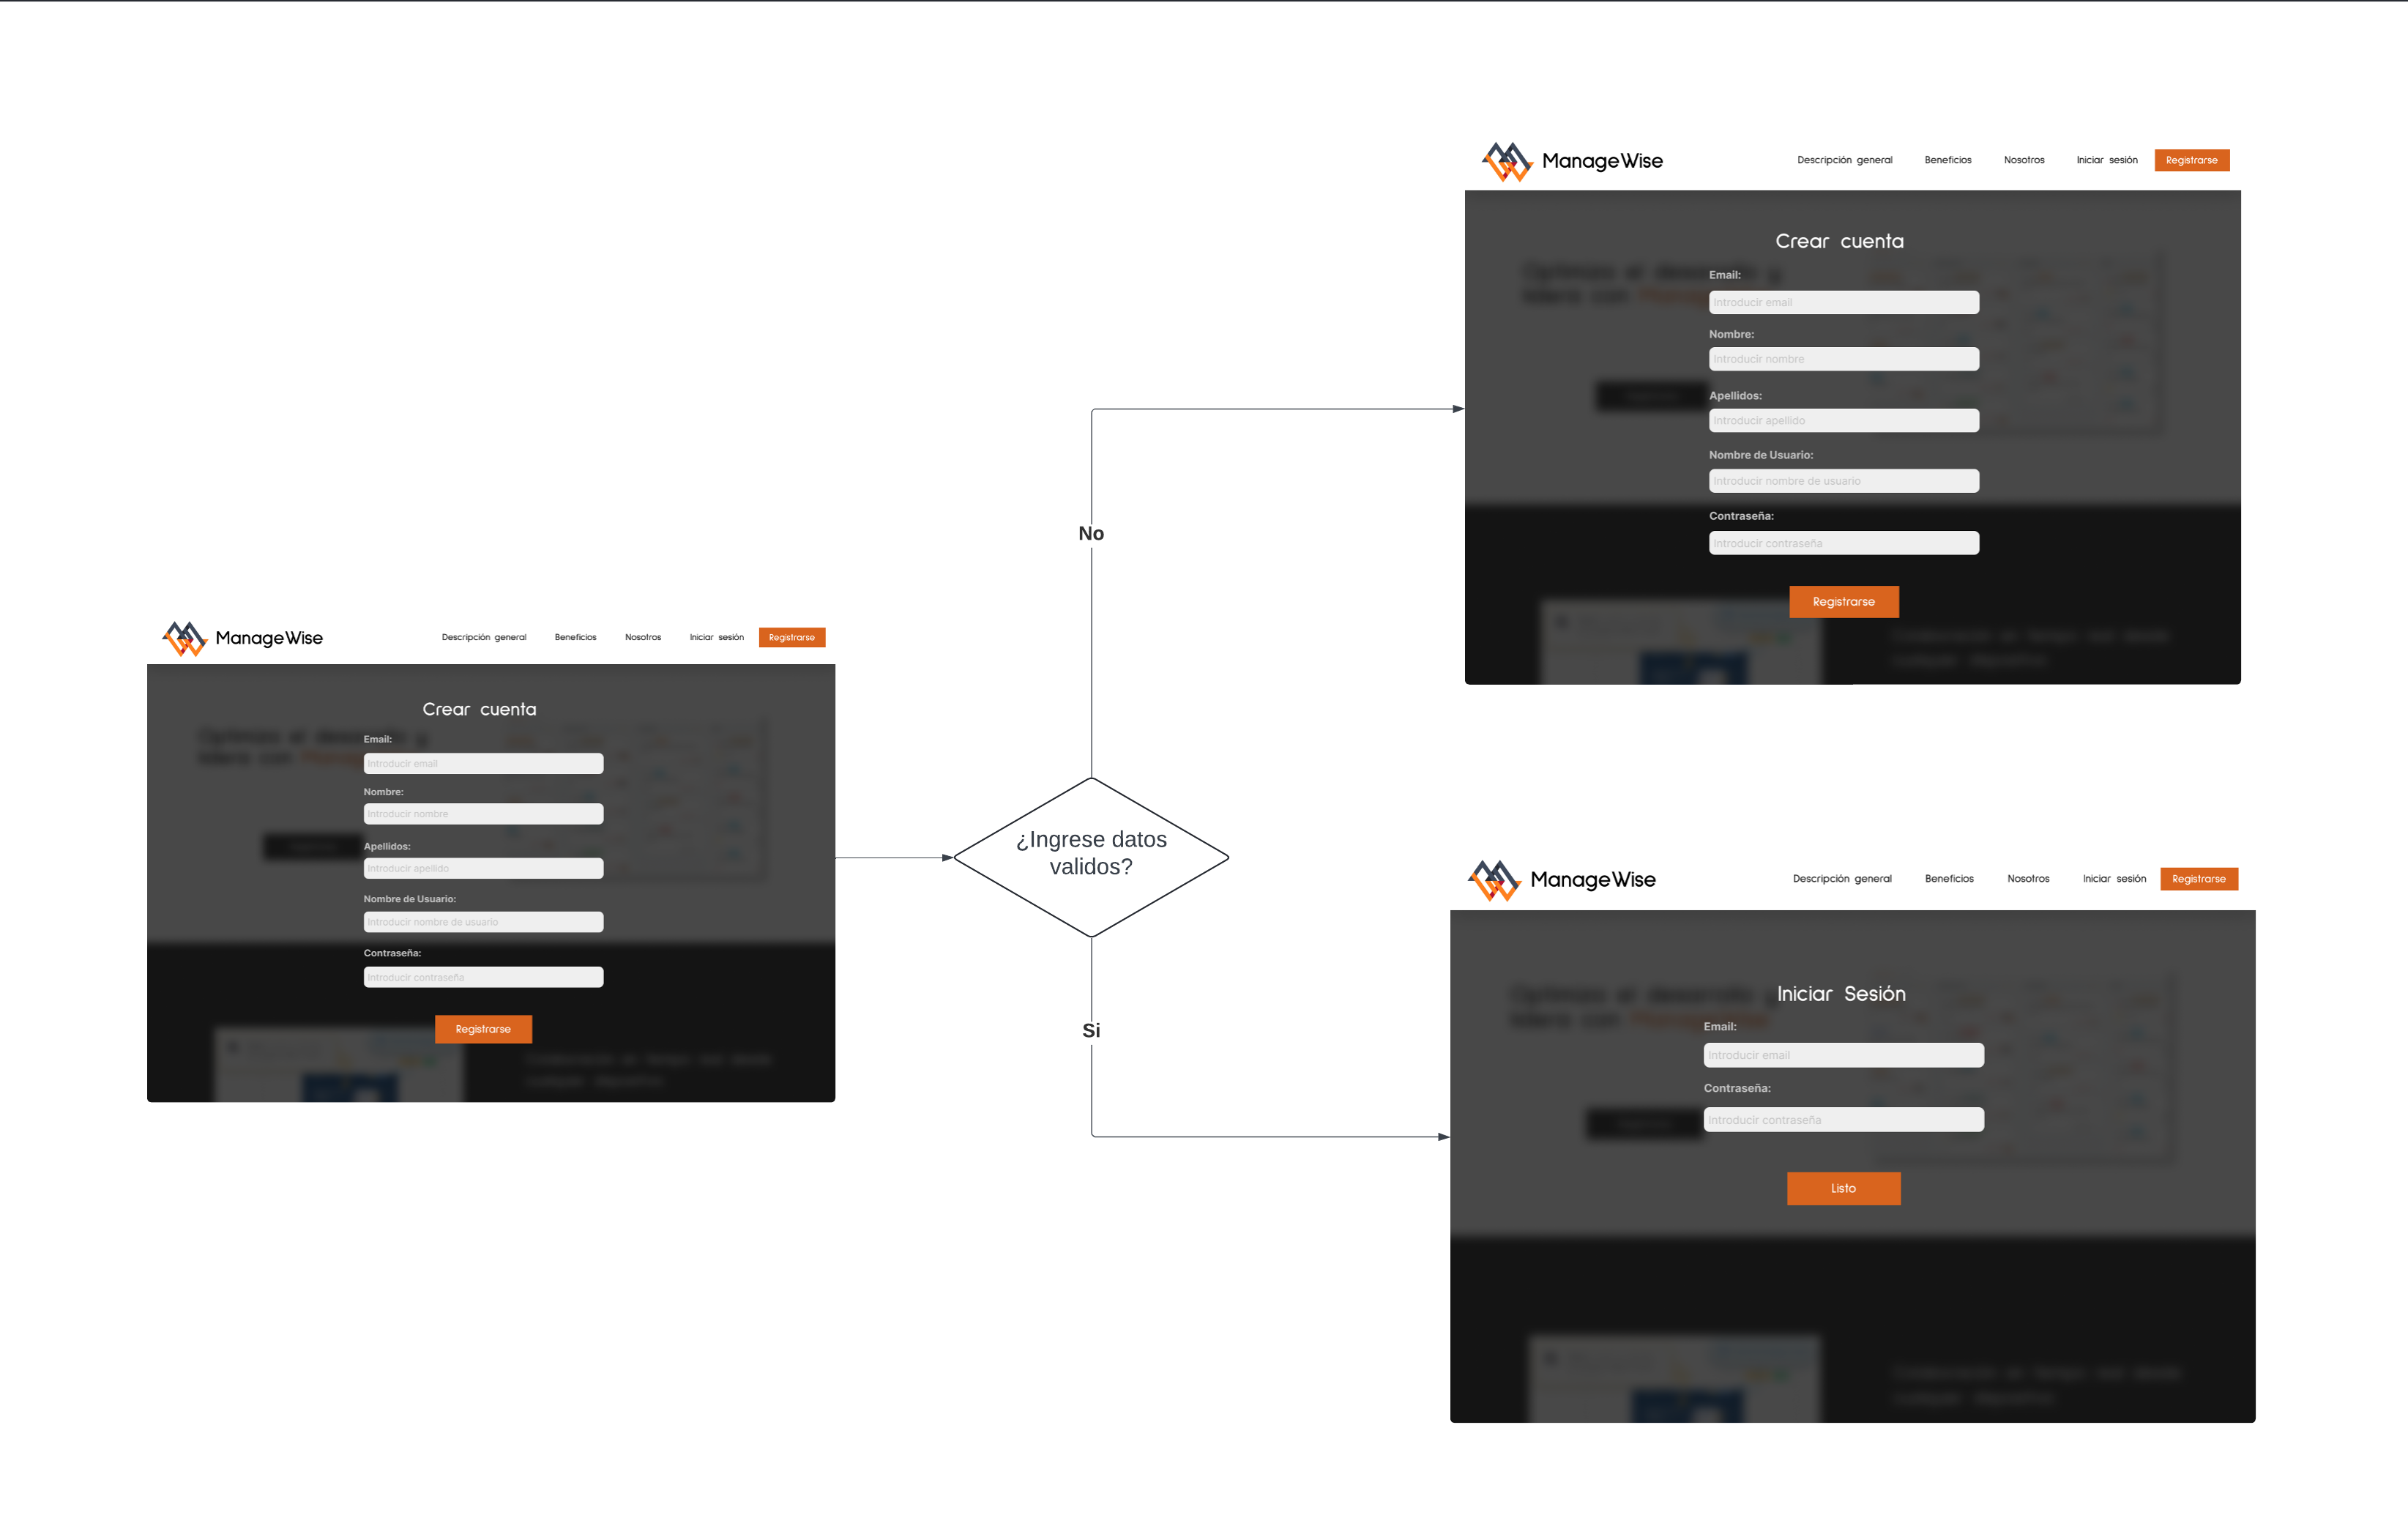 ManageWise
Descripción general
Beneficios
Nosotros
Iniciar sesión
Registrarse
Crear cuenta
Email:
Introducir email
Nombre:
Introducir nombre
Apellidos:
Introducir apellido
Nombre de Usuario:
Introducir nombre de usuario
Contraseña:
Introducir contraseña
Registrarse
¿Ingrese datos
validos?
No
ManageWise
Descripción general
Beneficios
Nosotros
Iniciar sesión
Registrarse
Crear cuenta
Email:
Introducir email
Nombre:
Introducir nombre
Apellidos:
Introducir apellido
Nombre de Usuario:
Introducir nombre de usuario
Contraseña:
Introducir contraseña
Registrarse
Si
ManageWise
Descripción general
Beneficios
Nosotros
Iniciar sesión
Registrarse
Iniciar Sesión
Email:
Introducir email
Contraseña:
Introducir contraseña
Listo